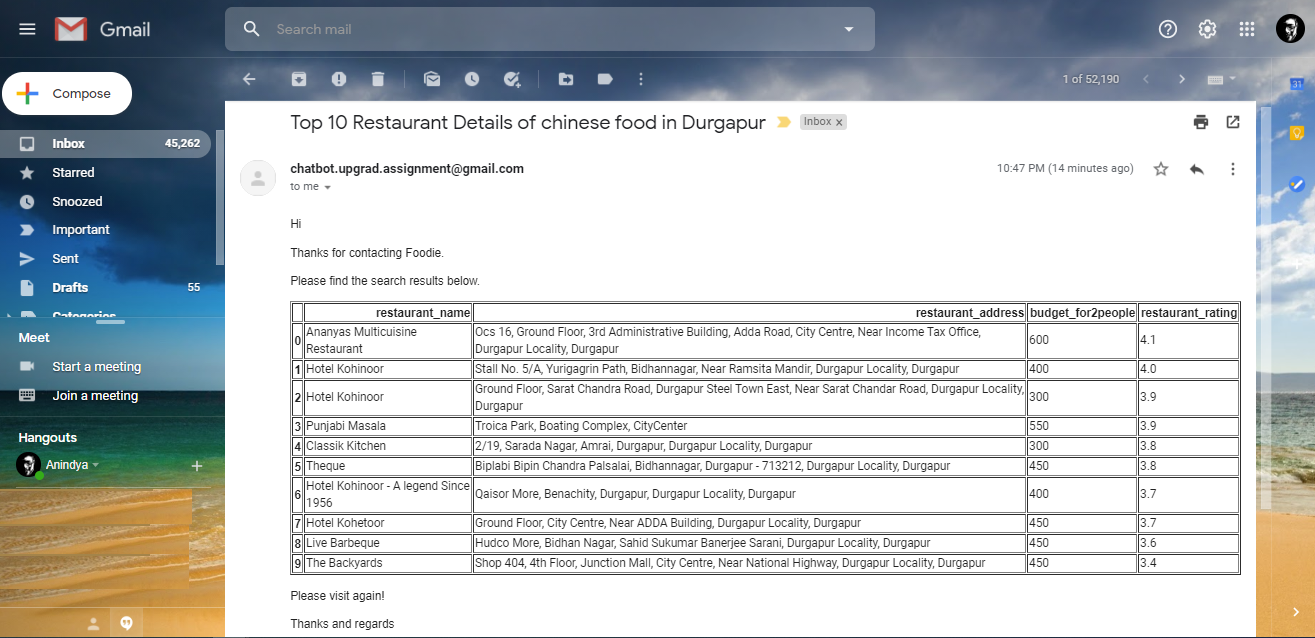 Gmail
Search mail
Compose
1 of 52,190
31
Inbox 45,262
Starred
Snoozed
Important
Sent
Drafts 55
Categories
Meet
Start a meeting
Join a meeting
Hangouts
Anindya
Top 10 Restaurant Details of chinese food in Durgapur Inbox x
chatbot.upgrad.assignment@gmail.com 10:47 PM (14 minutes ago)
to me
Hi
Thanks for contacting Foodie.
Please find the search results below.
restaurant_name restaurant_address budget_for2people restaurant_rating
0 Ananyas Multicuisine Restaurant Ocs 16, Ground Floor, 3rd Administrative Building, Adda Road, City Centre, Near Income Tax Office, Durgapur Locality, Durgapur 600 4.1
1 Hotel Kohinoor Stall No. 5/A, Yurigagrin Path, Bidhannagar, Near Ramsita Mandir, Durgapur Locality, Durgapur 400 4.0
2 Hotel Kohinoor Ground Floor, Sarat Chandra Road, Durgapur Steel Town East, Near Sarat Chandar Road, Durgapur Locality, Durgapur 300 3.9
3 Punjabi Masala Troica Park, Boating Complex, CityCenter 550 3.9
4 Classik Kitchen 2/19, Sarada Nagar, Amrai, Durgapur, Durgapur Locality, Durgapur 300 3.8
5 Theque Biplabi Bipin Chandra Palsalai, Bidhannagar, Durgapur - 713212, Durgapur Locality, Durgapur 450 3.8
6 Hotel Kohinoor - A legend Since 1956 Qaisor More, Benachity, Durgapur, Durgapur Locality, Durgapur 400 3.7
7 Hotel Kohetoor Ground Floor, City Centre, Near ADDA Building, Durgapur Locality, Durgapur 450 3.7
8 Live Barbeque Hudco More, Bidhan Nagar, Sahid Sukumar Banerjee Sarani, Durgapur Locality, Durgapur 450 3.6
9 The Backyards Shop 404, 4th Floor, Junction Mall, City Centre, Near National Highway, Durgapur Locality, Durgapur 450 3.4
Please visit again!
Thanks and regards